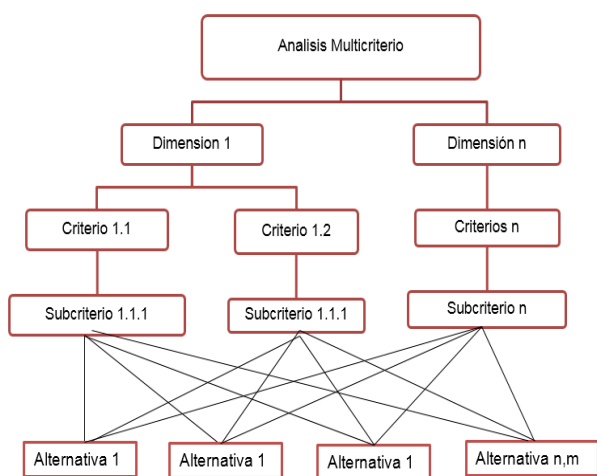 Analisis Multicriterio
Dimension 1
Dimensión n
Criterio 1.1
Criterio 1.2
Criterios n
Subcriterio 1.1.1
Subcriterio 1.1.1
Subcriterio n
Alternativa 1
Alternativa 1
Alternativa 1
Alternativa n,m